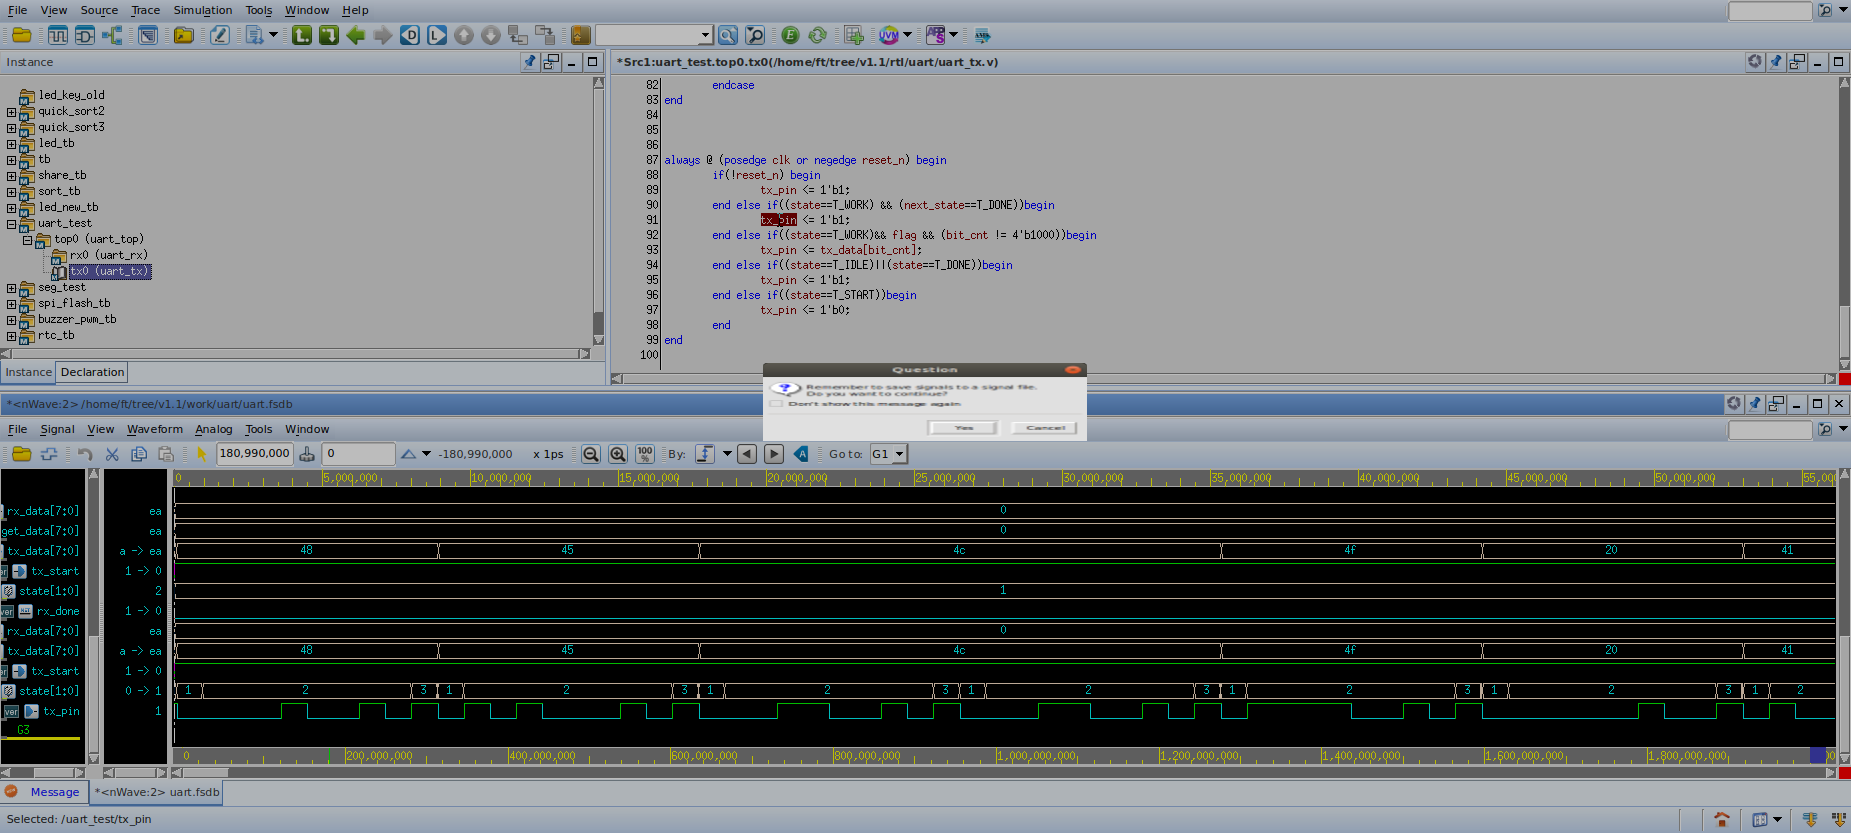 File View Source Trace Simulation Tools Window Help
Instance
*Src1:uart_test.top0.tx0(/home/ft/tree/v1.1/rtl/uart/uart_tx.v)
led_key_old
quick_sort2
quick_sort3
led_tb
tb
share_tb
sort_tb
led_new_tb
uart_test
top0 (uart_top)
rx0 (uart_rx)
tx0 (uart_tx)
seg_test
spi_flash_tb
buzzer_pwm_tb
rtc_tb
Instance Declaration
82 endcase
83 end
84
85
86
87 always @ (posedge clk or negedge reset_n) begin
88 if(!reset_n) begin
89 tx_pin <= 1'b1;
90 end else if((state==T_WORK) && (next_state==T_DONE))begin
91 tx_pin <= 1'b1;
92 end else if((state==T_WORK)&& flag && (bit_cnt != 4'b1000))begin
93 tx_pin <= tx_data[bit_cnt];
94 end else if((state==T_IDLE)||(state==T_DONE))begin
95 tx_pin <= 1'b1;
96 end else if((state==T_START))begin
97 tx_pin <= 1'b0;
98 end
99 end
100
Question
Remember to save signals to a signal file.
Do you want to continue?
Don't show this message again
Yes Cancel
*<nWave:2> /home/ft/tree/v1.1/work/uart/uart.fsdb
File Signal View Waveform Analog Tools Window
180,990,000 0 -180,990,000 x 1ps 100% By: Go to: G1
0 5,000,000 10,000,000 15,000,000 20,000,000 25,000,000 30,000,000 35,000,000 40,000,000 45,000,000 50,000,000 55,000
rx_data[7:0] ea 0
get_data[7:0] ea 0
tx_data[7:0] a -> ea 48 45 4c 4f 20 41
tx_start 1 -> 0
state[1:0] 2 1
rx_done 1 -> 0
rx_data[7:0] ea 0
tx_data[7:0] a -> ea 48 45 4c 4f 20 41
tx_start 1 -> 0
state[1:0] 0 -> 1 1 2 3 1 2 3 1 2 3 1 2 3 1 2 3 1 2 3 1 2
tx_pin 1
G3
0 200,000,000 400,000,000 600,000,000 800,000,000 1,000,000,000 1,200,000,000 1,400,000,000 1,600,000,000 1,800,000,000
Message *<nWave:2> uart.fsdb
Selected: /uart_test/tx_pin